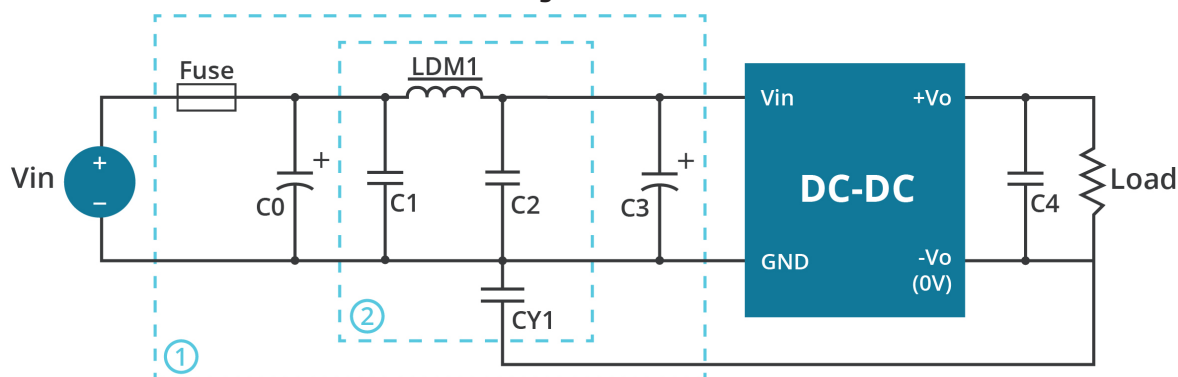 Fuse
LDM1
Vin
+
−
C0
+
C1
C2
C3
+
Vin
+Vo
DC-DC
GND
-Vo
(0V)
C4
Load
CY1
2
1